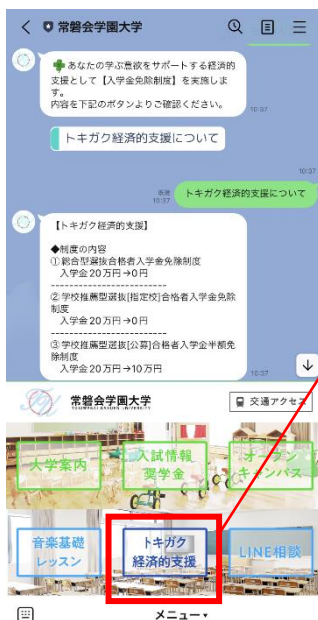 常磐会学園大学
あなたの学ぶ意欲をサポートする経済的
支援として【入学金免除制度】を実施しま
す。
内容を下記のボタンよりご確認ください。
10:37
トキガク経済的支援について
10:37
既読
10:37
トキガク経済的支援について
【トキガク経済的支援】
◆制度の内容
①総合型選抜合格者入学金免除制度
入学金20万円→0円
------------------------
②学校推薦型選抜[指定校]合格者入学金免除
制度
入学金20万円→0円
------------------------
③学校推薦型選抜[公募]合格者入学金半額免
除制度
入学金20万円→10万円
10:37
常磐会学園大学
TOKIWAKAI GAKUEN UNIVERSITY
交通アクセス
大学案内
入試情報
奨学金
オープン
キャンパス
音楽基礎
レッスン
トキガク
経済的支援
LINE相談
メニュー▾